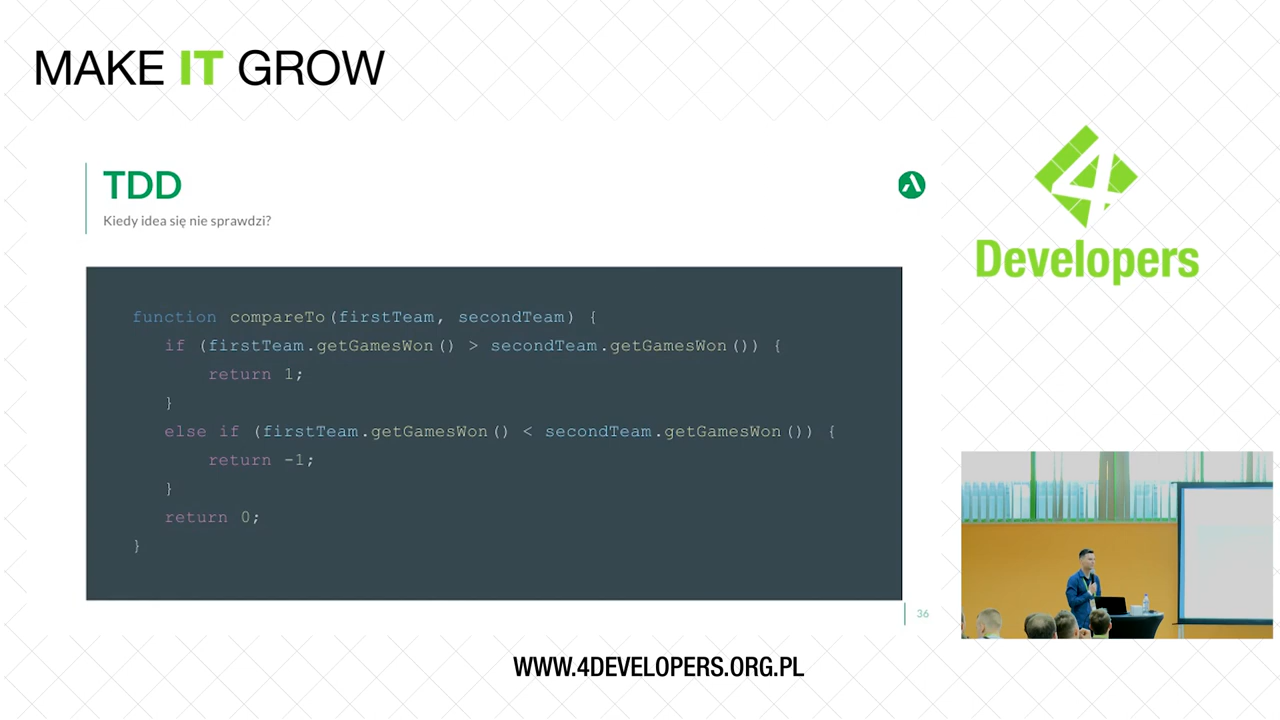 MAKE IT GROW
TDD
Kiedy idea się nie sprawdzi?
function compareTo(firstTeam, secondTeam) {
if (firstTeam.getGamesWon() > secondTeam.getGamesWon()) {
return 1;
}
else if (firstTeam.getGamesWon() < secondTeam.getGamesWon()) {
return -1;
}
return 0;
}
36
4
Developers
WWW.4DEVELOPERS.ORG.PL